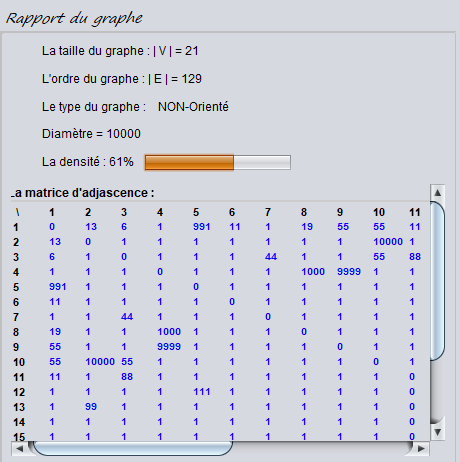 Rapport du graphe
La taille du graphe : | V | = 21
L'ordre du graphe : | E | = 129
Le type du graphe : NON-Orienté
Diamètre = 10000
La densité : 61%
La matrice d'adjascence :
\ 1 2 3 4 5 6 7 8 9 10 11
1 0 13 6 1 991 11 1 19 55 55 11
2 13 0 1 1 1 1 1 1 1 10000 1
3 6 1 0 1 1 1 44 1 1 55 88
4 1 1 1 0 1 1 1 1000 9999 1 1
5 991 1 1 1 0 1 1 1 1 1 1
6 11 1 1 1 1 0 1 1 1 1 1
7 1 1 44 1 1 1 0 1 1 1 1
8 19 1 1 1000 1 1 1 0 1 1 1
9 55 1 1 9999 1 1 1 1 0 1 1
10 55 10000 55 1 1 1 1 1 1 0 1
11 11 1 88 1 1 1 1 1 1 1 0
12 1 1 1 1 111 1 1 1 1 1 0
13 1 99 1 1 1 1 1 1 1 1 0
14 1 1 1 1 1 1 1 1 1 1 0
15 1 1 1 1 1 1 1 1 1 1 0